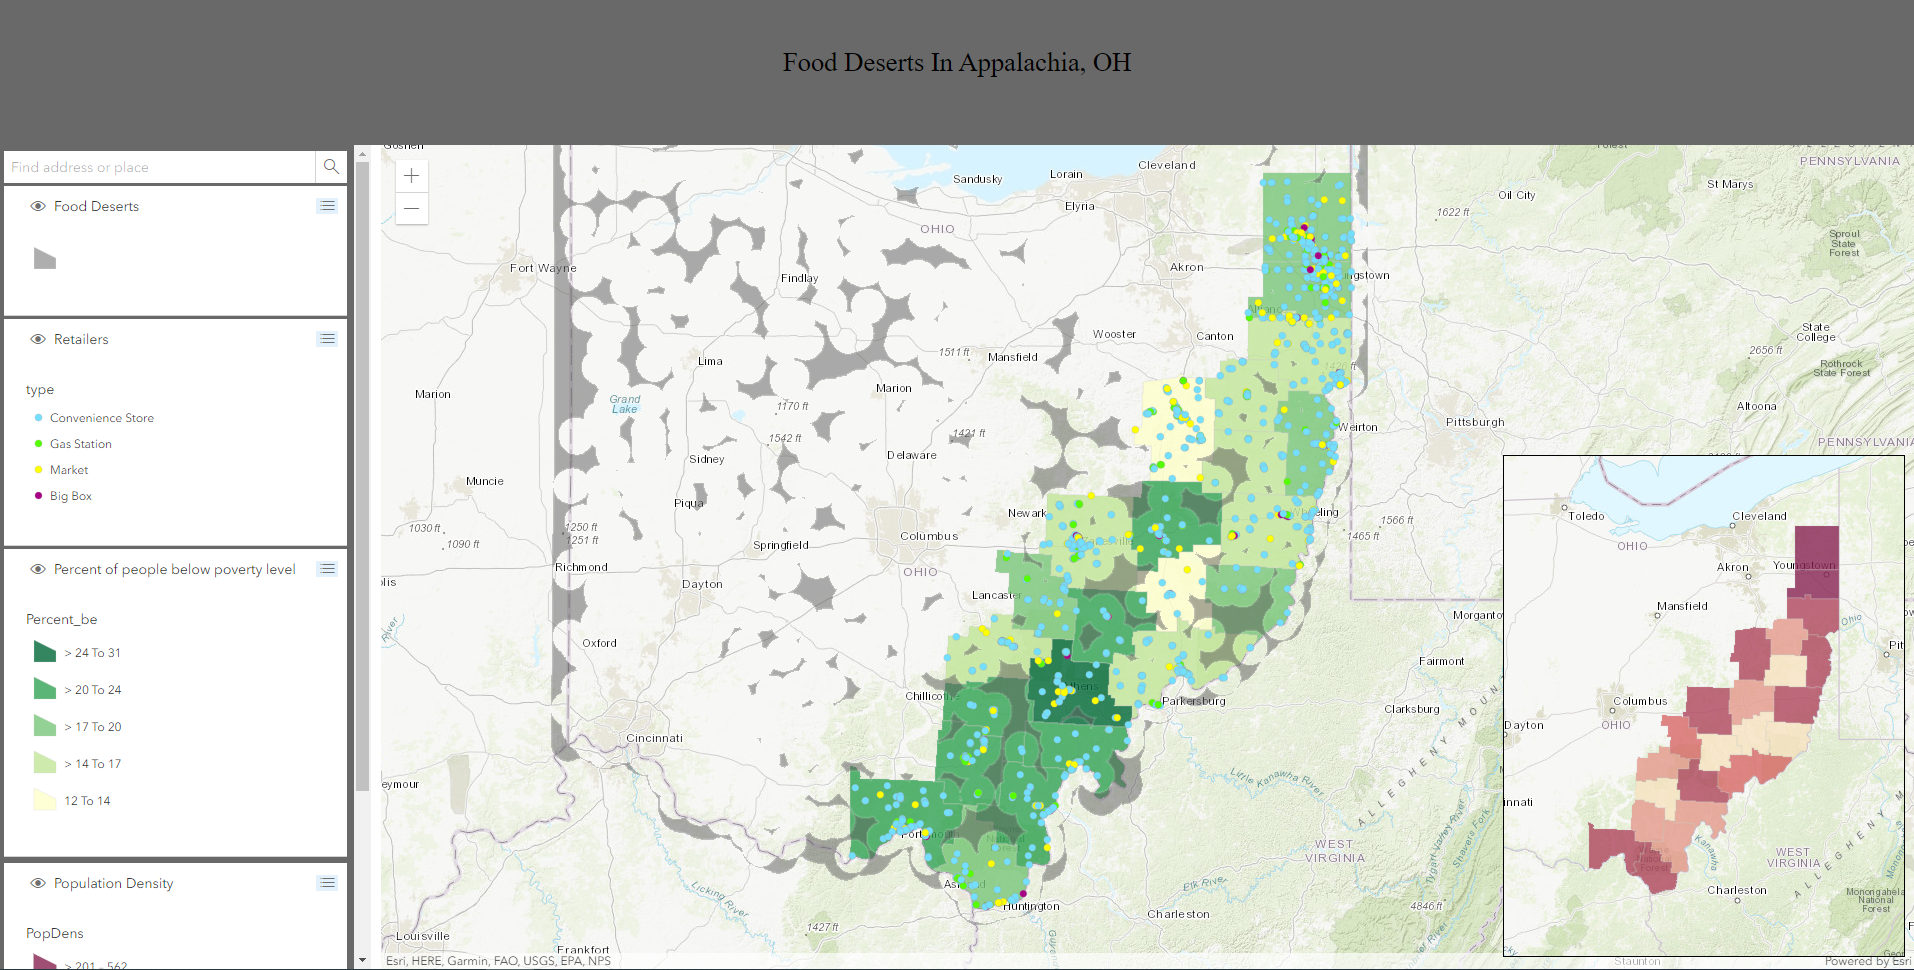 Food Deserts In Appalachia, OH
Find address or place
Food Deserts
Retailers
type
Convenience Store
Gas Station
Market
Big Box
Percent of people below poverty level
Percent_be
> 24 To 31
> 20 To 24
> 17 To 20
> 14 To 17
12 To 14
Population Density
PopDens
> 201 - 562
Goshen
Sandusky
Lorain
Cleveland
Elyria
OHIO
Fort Wayne
Findlay
Akron
ngstown
Alliance
Wooster
Canton
1511 ft
Mansfield
Lima
Marion
Marion
Grand
Lake
1170 ft
1421 ft
1542 ft
Delaware
Sidney
Muncie
Piqua
Newark
1030 ft
1090 ft
1250 ft
1251 ft
Springfield
Columbus
OHIO
Richmond
Dayton
Lancaster
Oxford
Chillicot
Athens
Parkersburg
Cincinnati
eymour
Portsmouth
Huntington
Licking River
1427 ft
Louisville
Frankfort
Zanesville
Weirton
Pittsburgh
1566 ft
1465 ft
Morganto
Fairmont
Clarksburg
Little Kanawha River
ALLEGHENY MOUN
WEST
VIRGINIA
Elk River
Charleston
4846 ft
PENNSYLVANIA
St Marys
Oil City
1622 ft
Sproul
State
Forest
State
College
2656 ft
Rothrock
State Forest
Altoona
PENNSYLVANIA
Toledo
Cleveland
OHIO
Akron
Youngstown
Mansfield
Ohio
Pit
Columbus
OHIO
Dayton
innati
WEST
VIRGINIA
Charleston
Kanawha
ALLEGHENY M
Monongahela
National
Forest
Staunton
Esri, HERE, Garmin, FAO, USGS, EPA, NPS
Powered by Esri